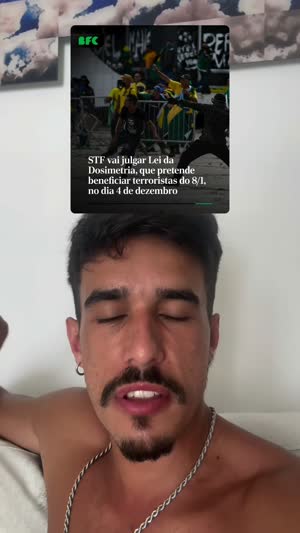 BFC
STF vai julgar Lei da
Dosimetria, que pretende
beneficiar terroristas do 8/1,
no dia 4 de dezembro